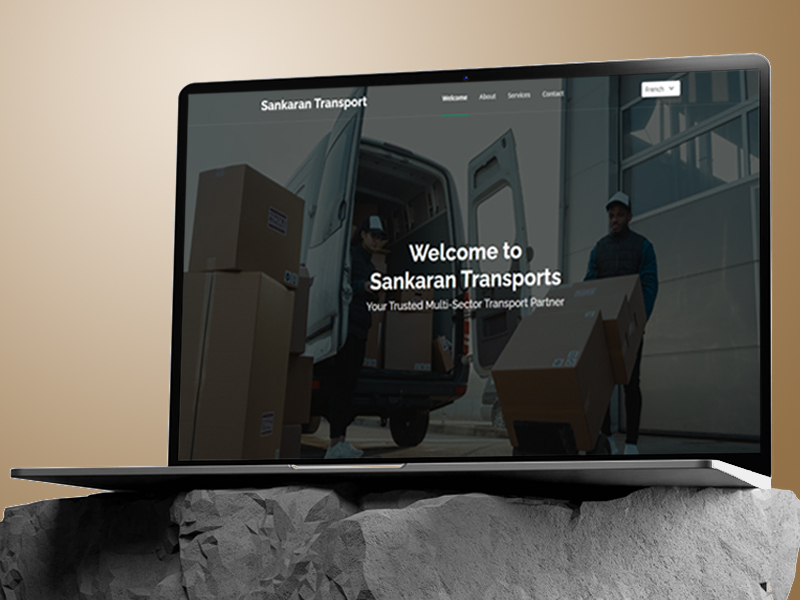 Sankaran Transport
Welcome About Services Contact
French
Welcome to
Sankaran Transports
Your Trusted Multi-Sector Transport Partner